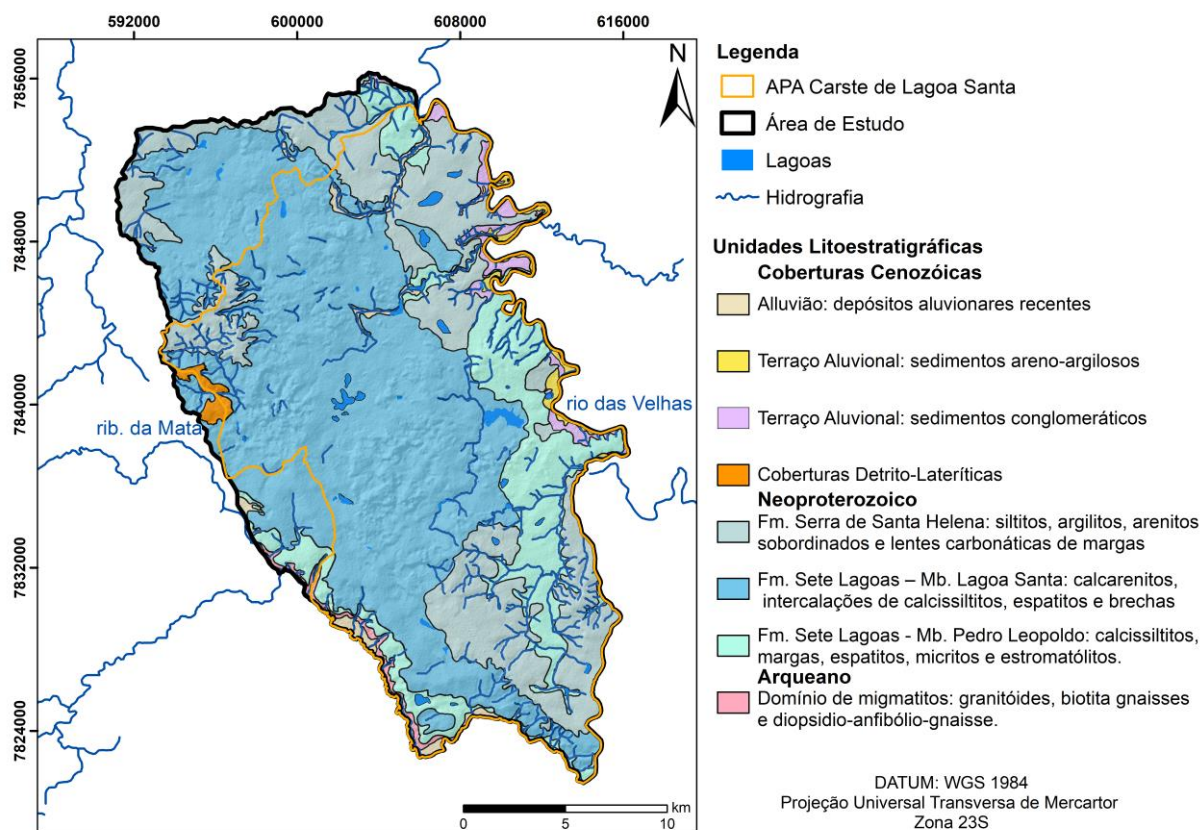 592000
600000
608000
616000
7856000
7848000
7840000
7832000
7824000
N
rio das Velhas
rib. da Mata
km
0
5
10
Legenda
APA Carste de Lagoa Santa
Área de Estudo
Lagoas
Hidrografia
Unidades Litoestratigráficas
Coberturas Cenozóicas
Alluvião: depósitos aluvionares recentes
Terraço Aluvional: sedimentos areno-argilosos
Terraço Aluvional: sedimentos conglomeráticos
Coberturas Detrito-Lateríticas
Neoproterozoico
Fm. Serra de Santa Helena: siltitos, argilitos, arenitos
sobordinados e lentes carbonáticas de margas
Fm. Sete Lagoas – Mb. Lagoa Santa: calcarenitos,
intercalações de calcissiltitos, espatitos e brechas
Fm. Sete Lagoas - Mb. Pedro Leopoldo: calcissiltitos,
margas, espatitos, micritos e estromatólitos.
Arqueano
Domínio de migmatitos: granitóides, biotita gnaisses
e diopsidio-anfibólio-gnaisse.
DATUM: WGS 1984
Projeção Universal Transversa de Mercartor
Zona 23S